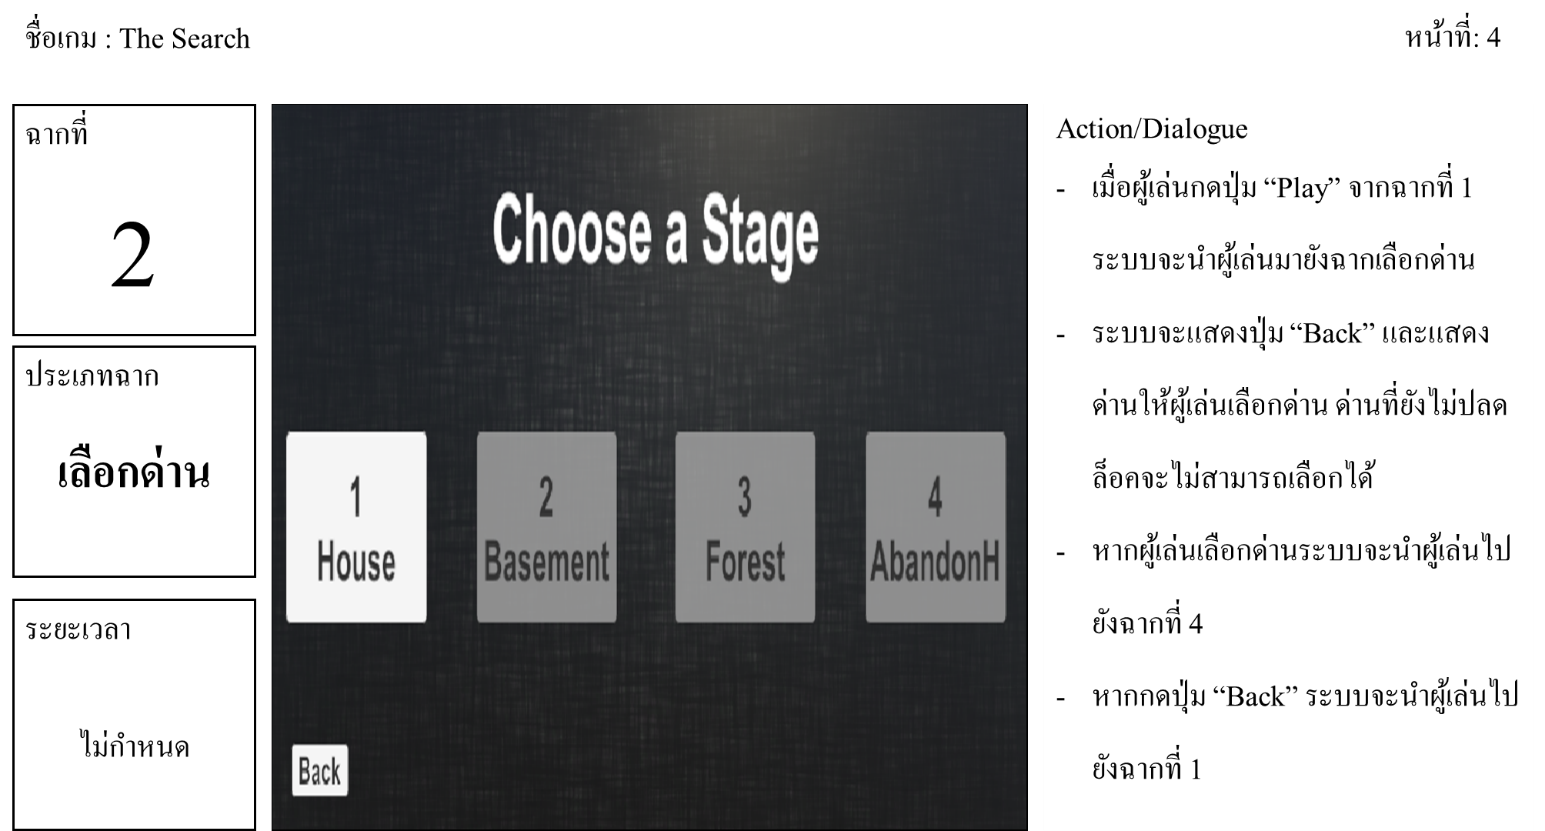 ชื่อเกม : The Search
หน้าที่: 4
ฉากที่
2
ประเภทฉาก
เลือกด่าน
ระยะเวลา
ไม่กำหนด
Choose a Stage
1
House
2
Basement
3
Forest
4
AbandonH
Back
Action/Dialogue
- เมื่อผู้เล่นกดปุ่ม “Play” จากฉากที่ 1
ระบบจะนำผู้เล่นมายังฉากเลือกด่าน
- ระบบจะแสดงปุ่ม “Back” และแสดง
ด่านให้ผู้เล่นเลือกด่าน ด่านที่ยังไม่ปลด
ล็อคจะไม่สามารถเลือกได้
- หากผู้เล่นเลือกด่านระบบจะนำผู้เล่นไป
ยังฉากที่ 4
- หากกดปุ่ม “Back” ระบบจะนำผู้เล่นไป
ยังฉากที่ 1